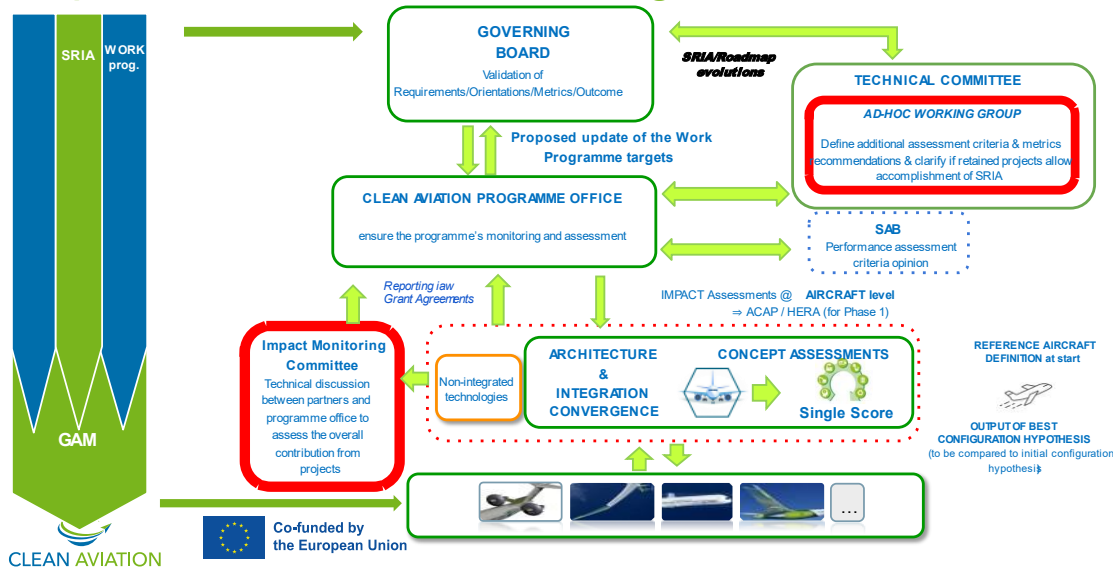 SRIA
WORK
prog.
GAM
GOVERNING
BOARD
Validation of
Requirements/Orientations/Metrics/Outcome
SRIA/Roadmap
evolutions
TECHNICAL COMMITTEE
AD-HOC WORKING GROUP
Define additional assessment criteria & metrics
recommendations & clarify if retained projects allow
accomplishment of SRIA
Proposed update of the Work
Programme targets
CLEAN AVIATION PROGRAMME OFFICE
ensure the programme's monitoring and assessment
SAB
Performance assessment
criteria opinion
Reporting iaw
Grant Agreements
IMPACT Assessments @ AIRCRAFT level
⇒ ACAP / HERA (for Phase 1)
Impact Monitoring
Committee
Technical discussion
between partners and
programme office to
assess the overall
contribution from
projects
Non-integrated
technologies
ARCHITECTURE
&
INTEGRATION
CONVERGENCE
CONCEPT ASSESSMENTS
Single Score
REFERENCE AIRCRAFT
DEFINITION at start
OUTPUT OF BEST
CONFIGURATION HYPOTHESIS
(to be compared to initial configuration
hypothesis)
...
Co-funded by
the European Union
CLEAN AVIATION